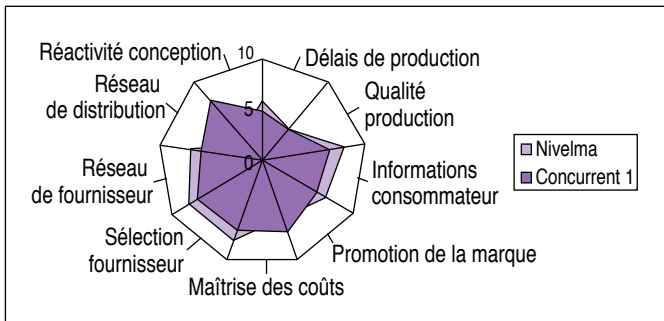 Réactivité conception
10
Délais de production
Réseau
de distribution
Qualité
production
5
Nivelma
Concurrent 1
Réseau
de fournisseur
0
Informations
consommateur
Sélection
fournisseur
Promotion de la marque
Maîtrise des coûts